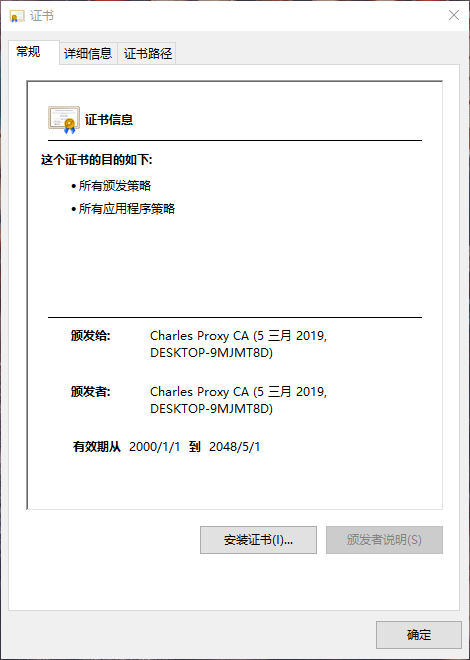 证书
常规 详细信息 证书路径
证书信息
这个证书的目的如下:
• 所有颁发策略
• 所有应用程序策略
颁发给: Charles Proxy CA (5 三月 2019,
DESKTOP-9MJMT8D)
颁发者: Charles Proxy CA (5 三月 2019,
DESKTOP-9MJMT8D)
有效期从 2000/1/1 到 2048/5/1
安装证书(I)... 颁发者说明(S)
确定